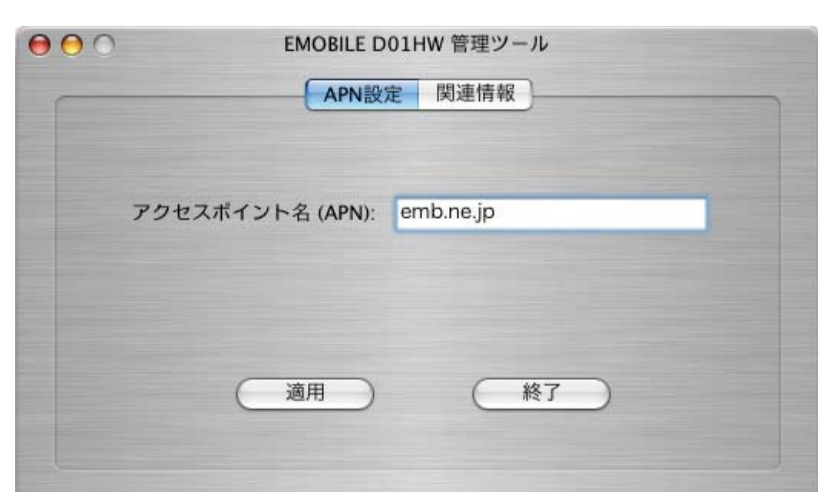 EMOBILE D01HW 管理ツール
APN設定 関連情報
アクセスポイント名 (APN): emb.ne.jp
適用 終了